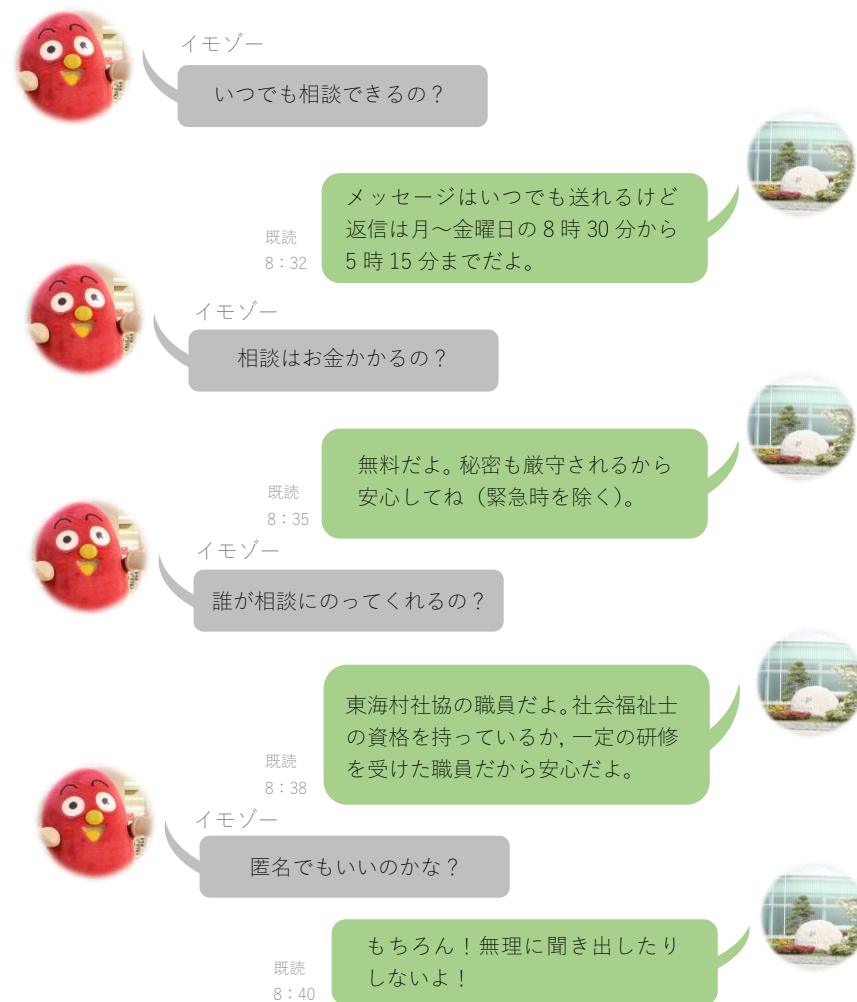 イモゾー
いつでも相談できるの？
メッセージはいつでも送れるけど
返信は月～金曜日の8時30分から
5時15分までだよ。
既読
8：32
イモゾー
相談はお金かかるの？
無料だよ。秘密も厳守されるから
安心してね（緊急時を除く）。
既読
8：35
イモゾー
誰が相談にのってくれるの？
東海村社協の職員だよ。社会福祉士
の資格を持っているか，一定の研修
を受けた職員だから安心だよ。
既読
8：38
イモゾー
匿名でもいいのかな？
もちろん！無理に聞き出したり
しないよ！
既読
8：40